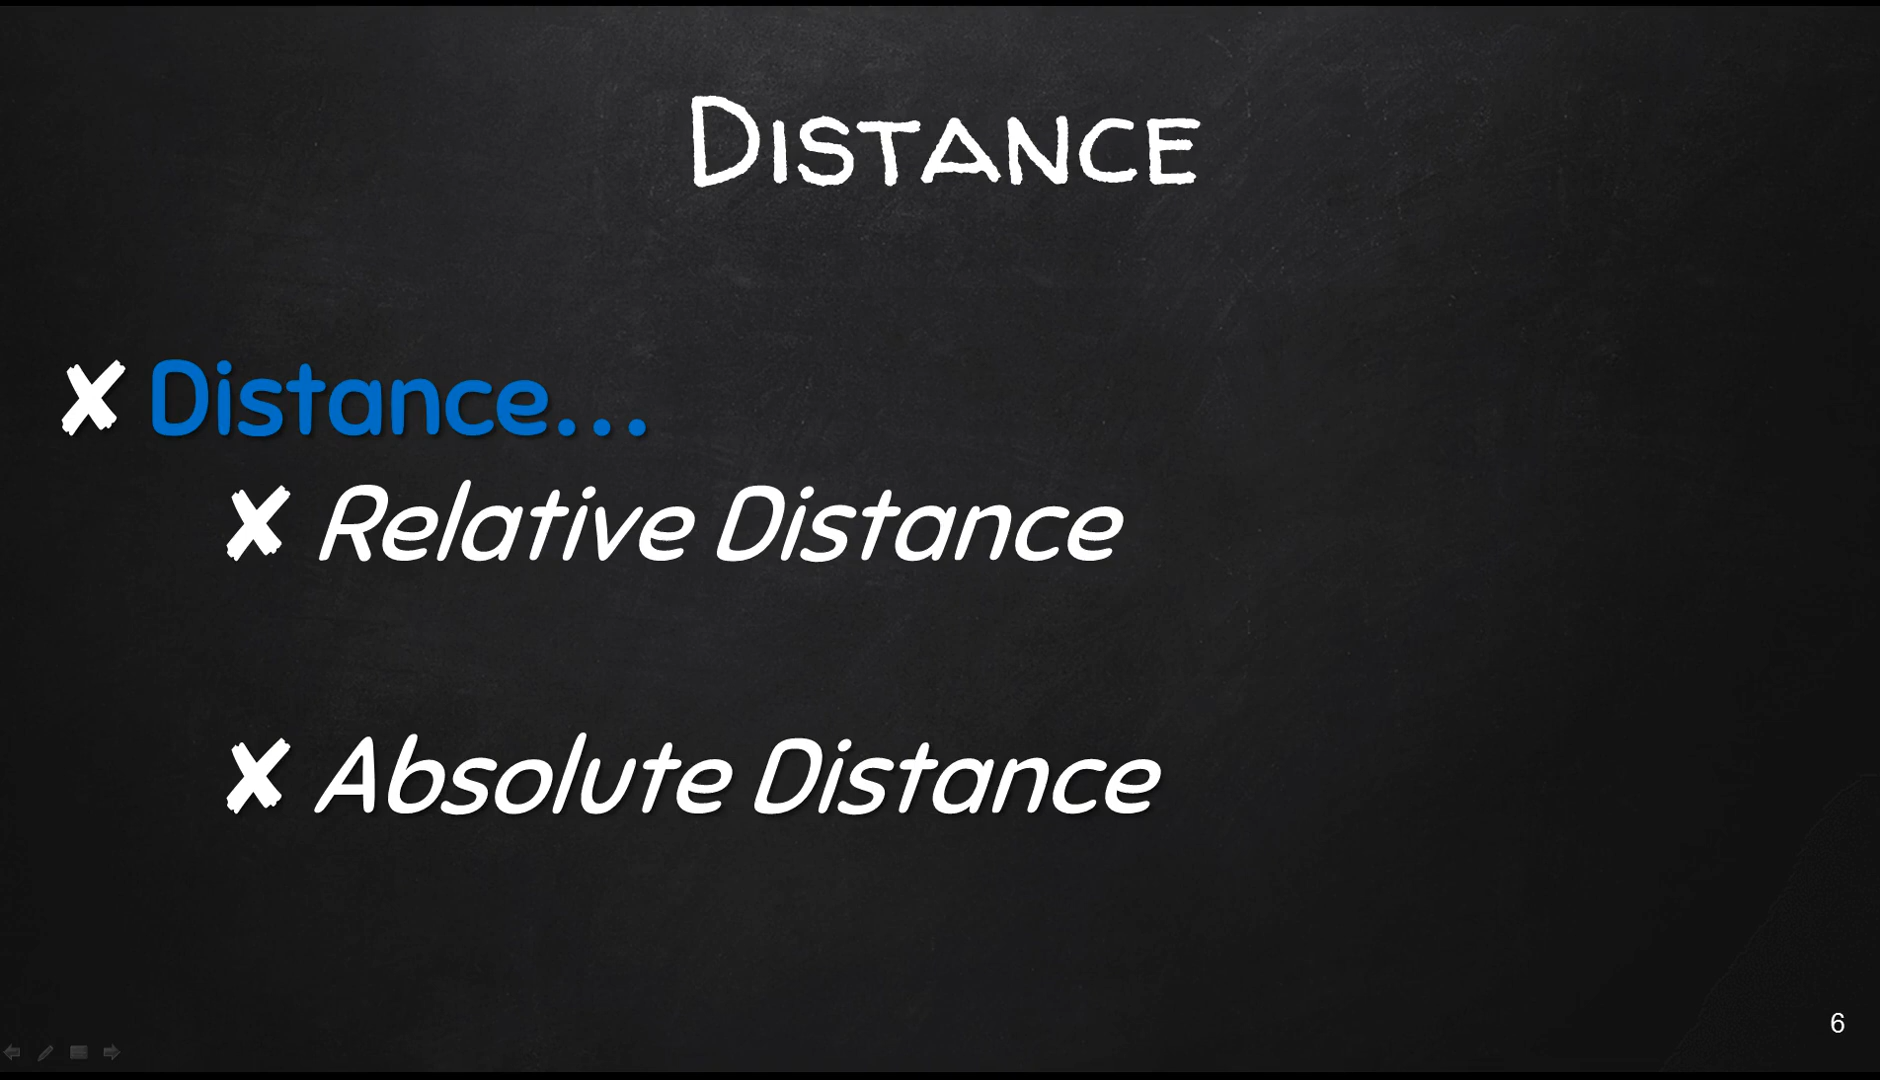 Distance
✘ Distance...
✘ Relative Distance
✘ Absolute Distance
6